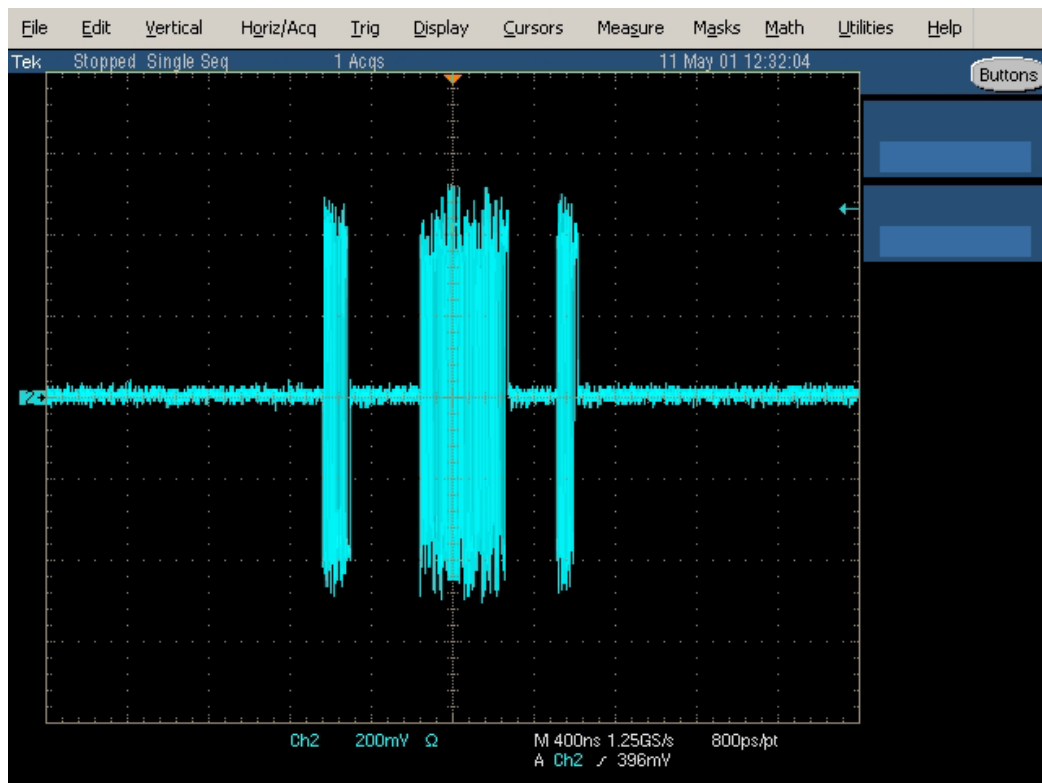 File Edit Vertical Horiz/Acq Trig Display Cursors Measure Masks Math Utilities Help
Tek Stopped Single Seq 1 Acqs 11 May 01 12:32:04
Buttons
2
Ch2 200mV Ω M 400ns 1.25GS/s 800ps/pt
A Ch2 396mV